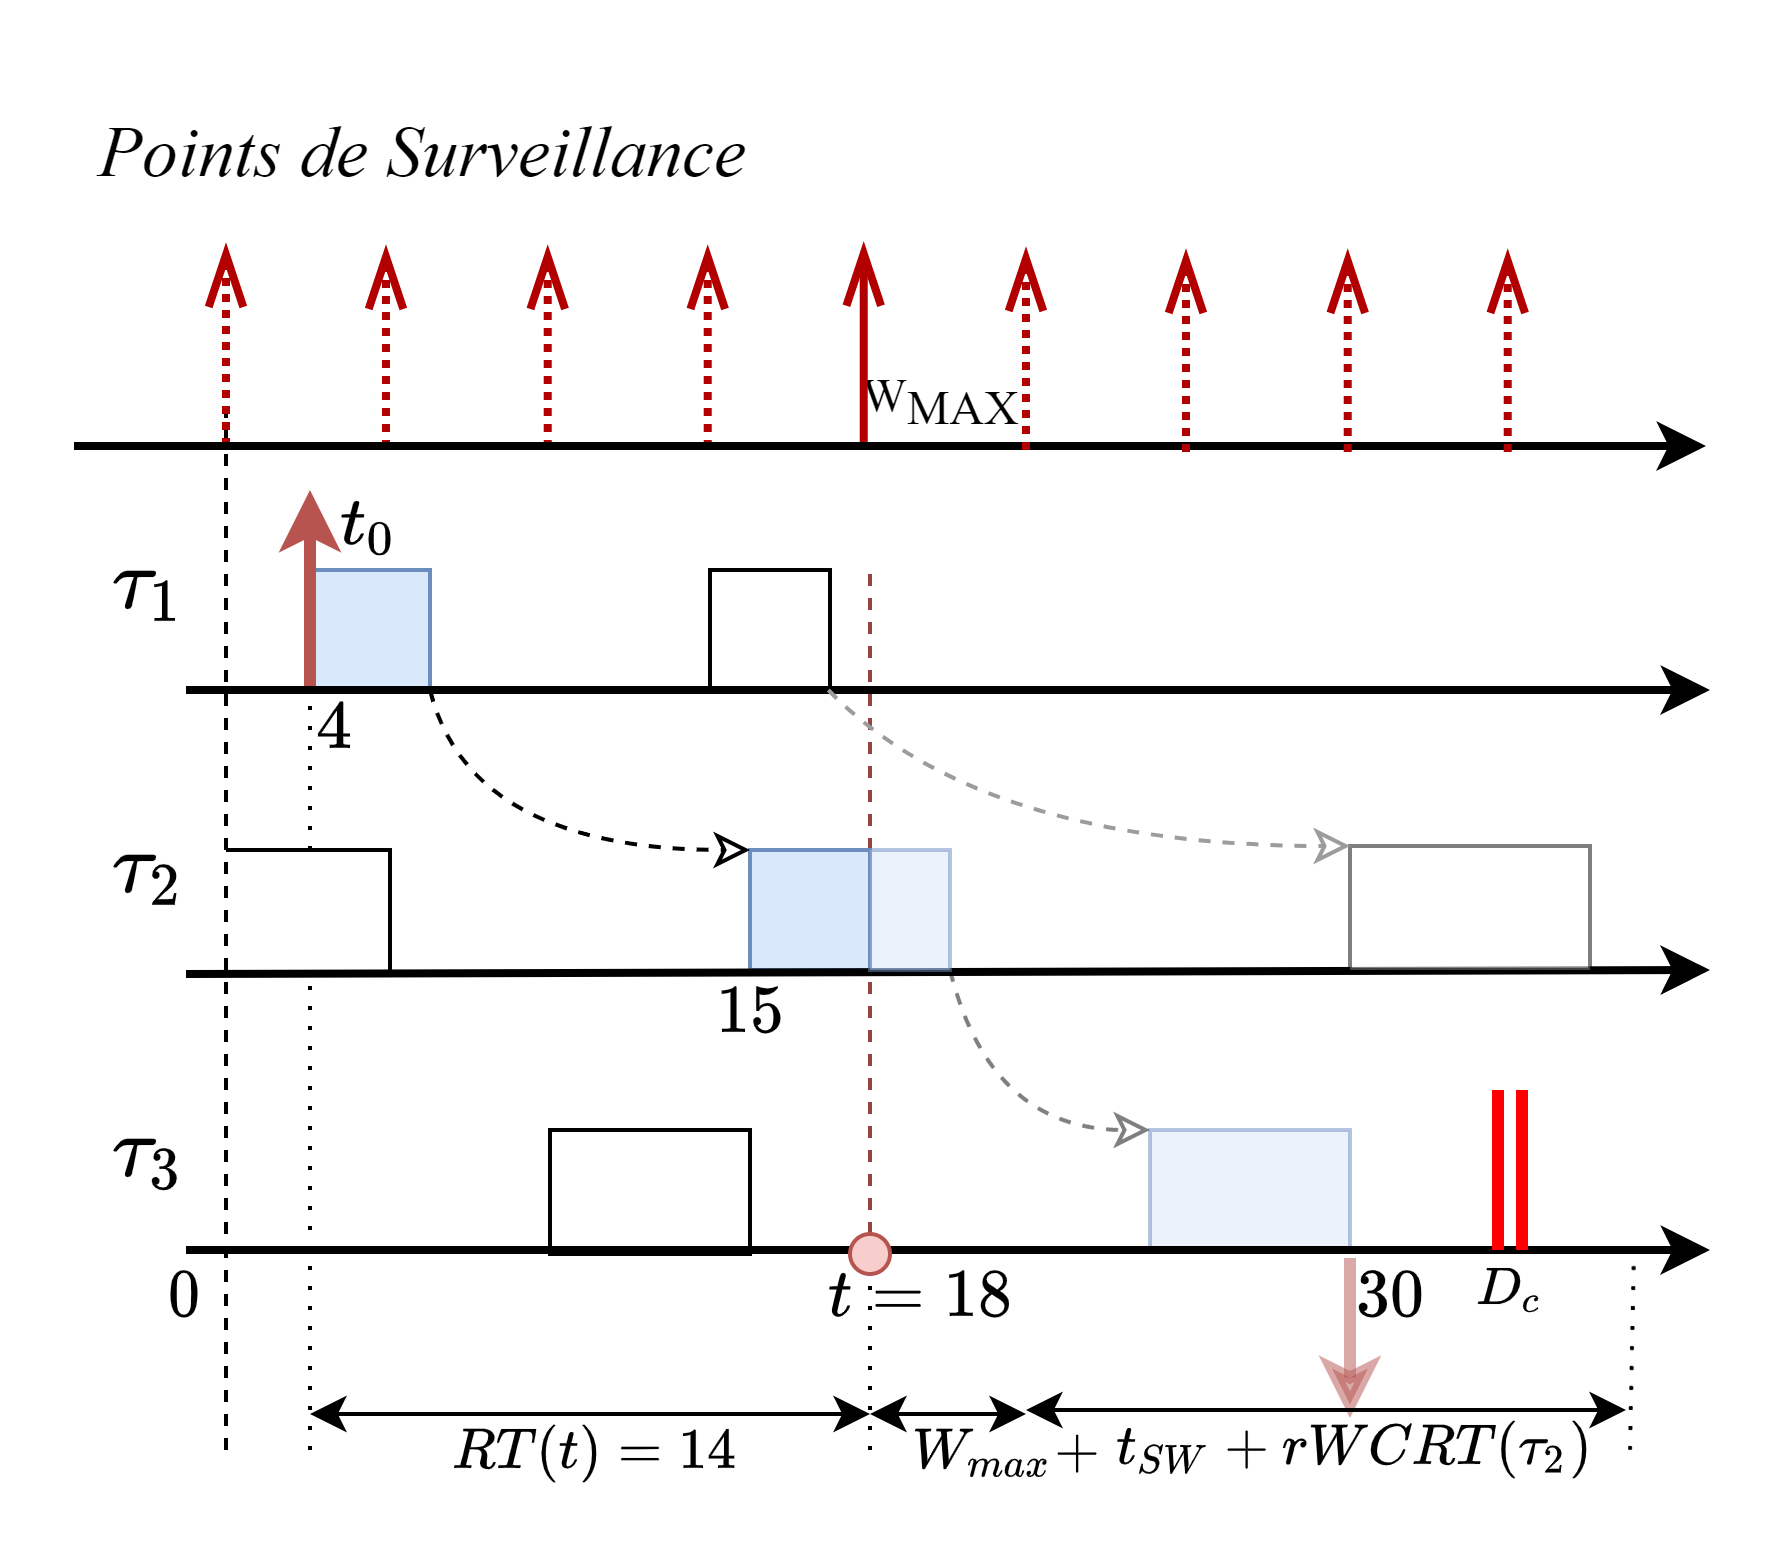 Points de Surveillance
W_MAX
t_0
τ_1
4
τ_2
15
τ_3
0
t = 18
30
D_c
RT(t) = 14
W_max + t_SW + rWCRT(τ_2)